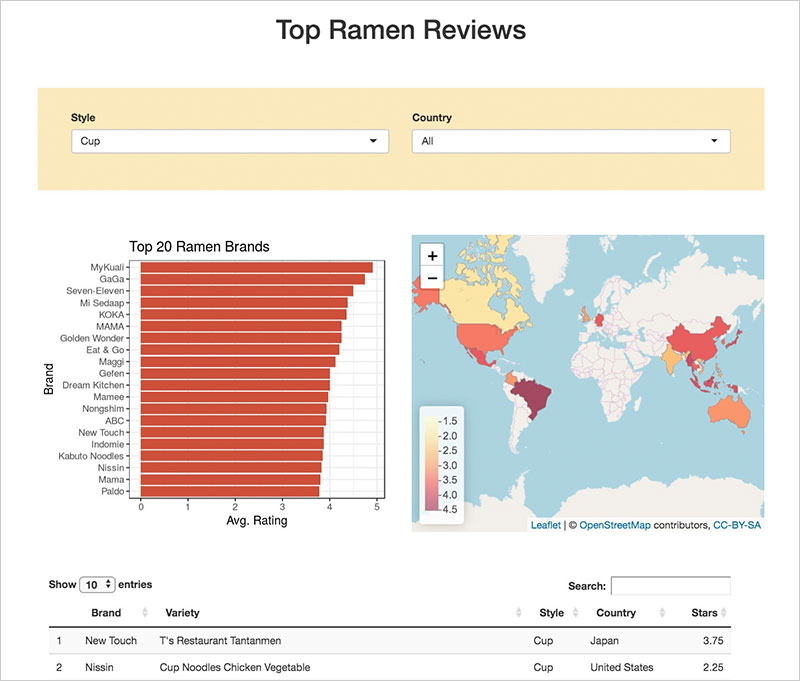 Top Ramen Reviews
Style
Country
Cup
All
Top 20 Ramen Brands
Brand
MyKuali
GaGa
Seven-Eleven
Mi Sedaap
KOKA
MAMA
Golden Wonder
Eat & Go
Maggi
Gefen
Dream Kitchen
Mamee
Nongshim
ABC
New Touch
Indomie
Kabuto Noodles
Nissin
Mama
Paldo
0 1 2 3 4 5
Avg. Rating
+
−
1.5
2.0
2.5
3.0
3.5
4.0
4.5
Leaflet | © OpenStreetMap contributors, CC-BY-SA
Show 10 entries
Search:
Brand Variety Style Country Stars
1 New Touch T's Restaurant Tantanmen Cup Japan 3.75
2 Nissin Cup Noodles Chicken Vegetable Cup United States 2.25